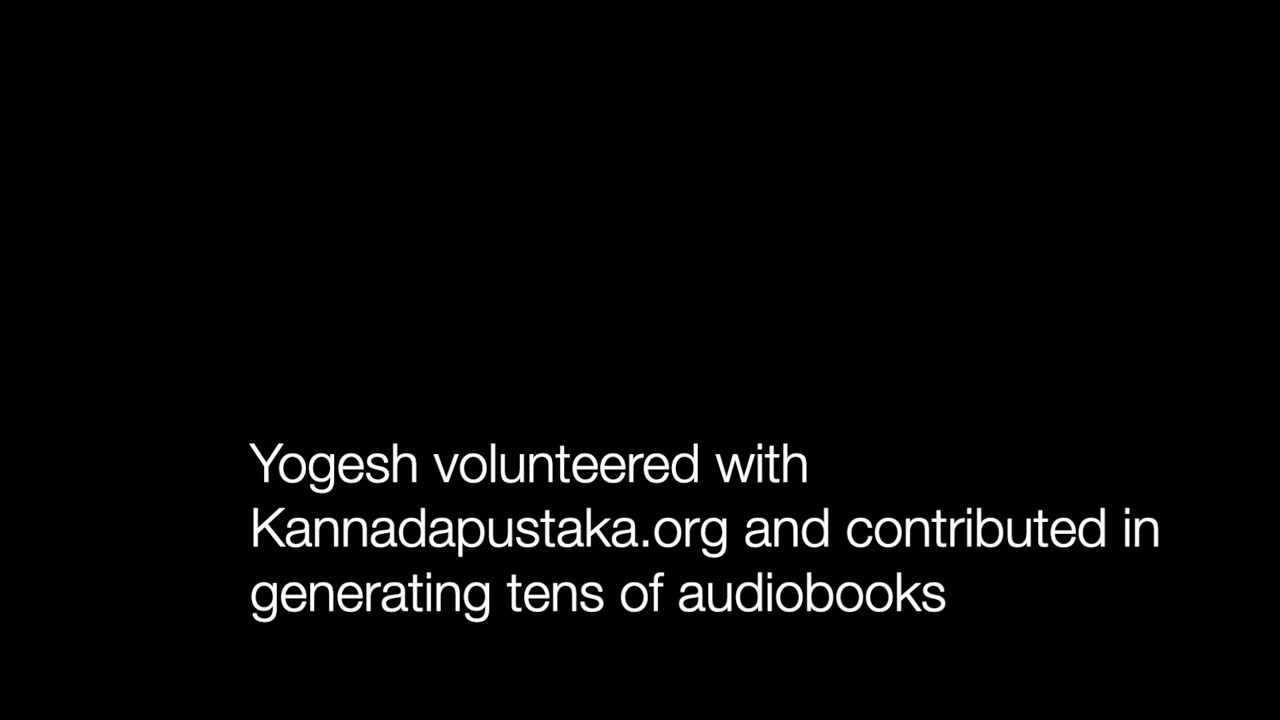 Yogesh volunteered with
Kannadapustaka.org and contributed in
generating tens of audiobooks